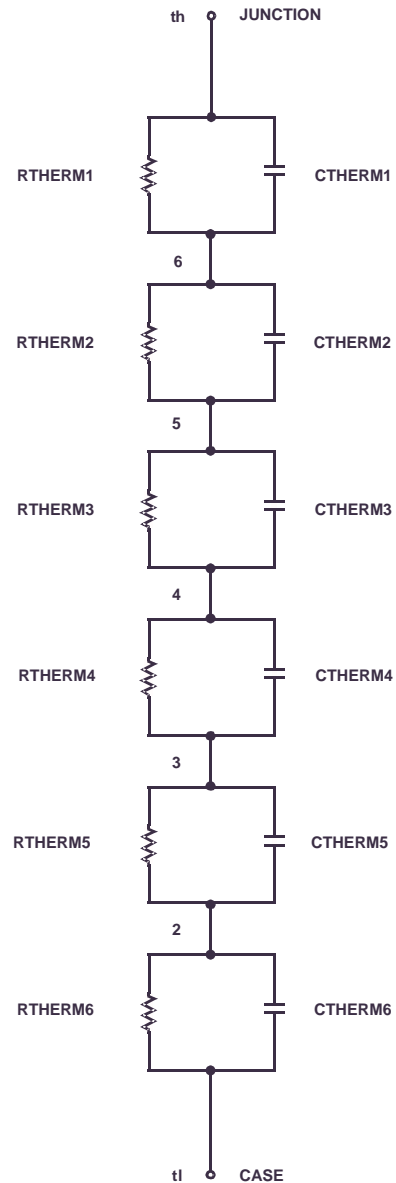 th JUNCTION
RTHERM1 CTHERM1
6
RTHERM2 CTHERM2
5
RTHERM3 CTHERM3
4
RTHERM4 CTHERM4
3
RTHERM5 CTHERM5
2
RTHERM6 CTHERM6
tl CASE